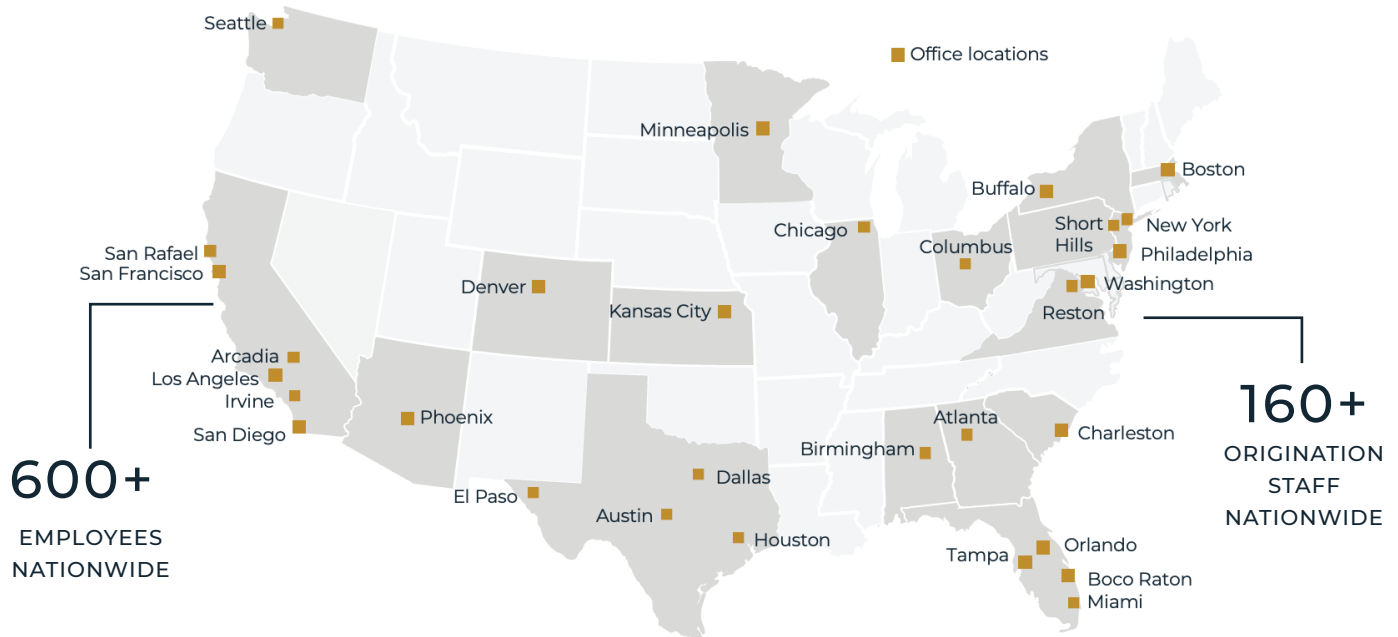 Seattle
Office locations
Minneapolis
Boston
Buffalo
Chicago
Short
Hills
New York
Columbus
Philadelphia
San Rafael
San Francisco
Denver
Washington
Kansas City
Reston
Arcadia
Los Angeles
Irvine
San Diego
Phoenix
Atlanta
Birmingham
Charleston
160+
ORIGINATION
STAFF
NATIONWIDE
600+
EMPLOYEES
NATIONWIDE
El Paso
Dallas
Austin
Houston
Tampa
Orlando
Boco Raton
Miami